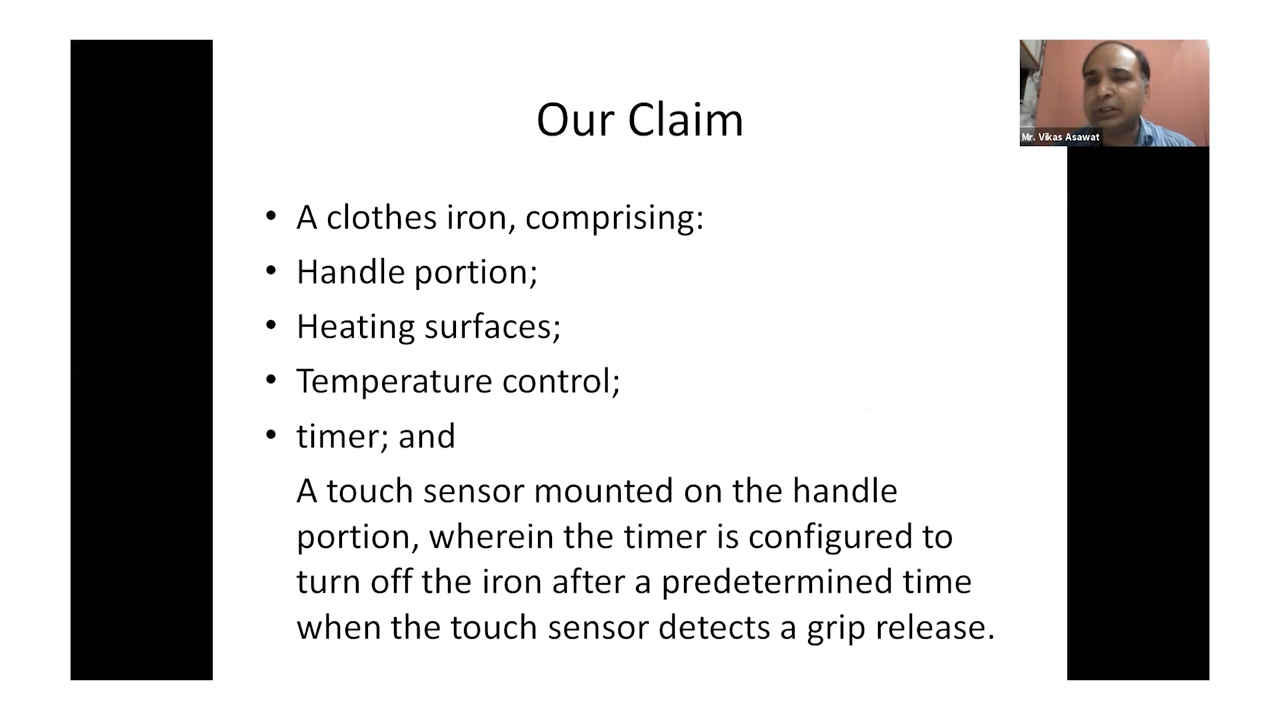 Our Claim
Mr. Vikas Asawat
• A clothes iron, comprising:
• Handle portion;
• Heating surfaces;
• Temperature control;
• timer; and
A touch sensor mounted on the handle
portion, wherein the timer is configured to
turn off the iron after a predetermined time
when the touch sensor detects a grip release.